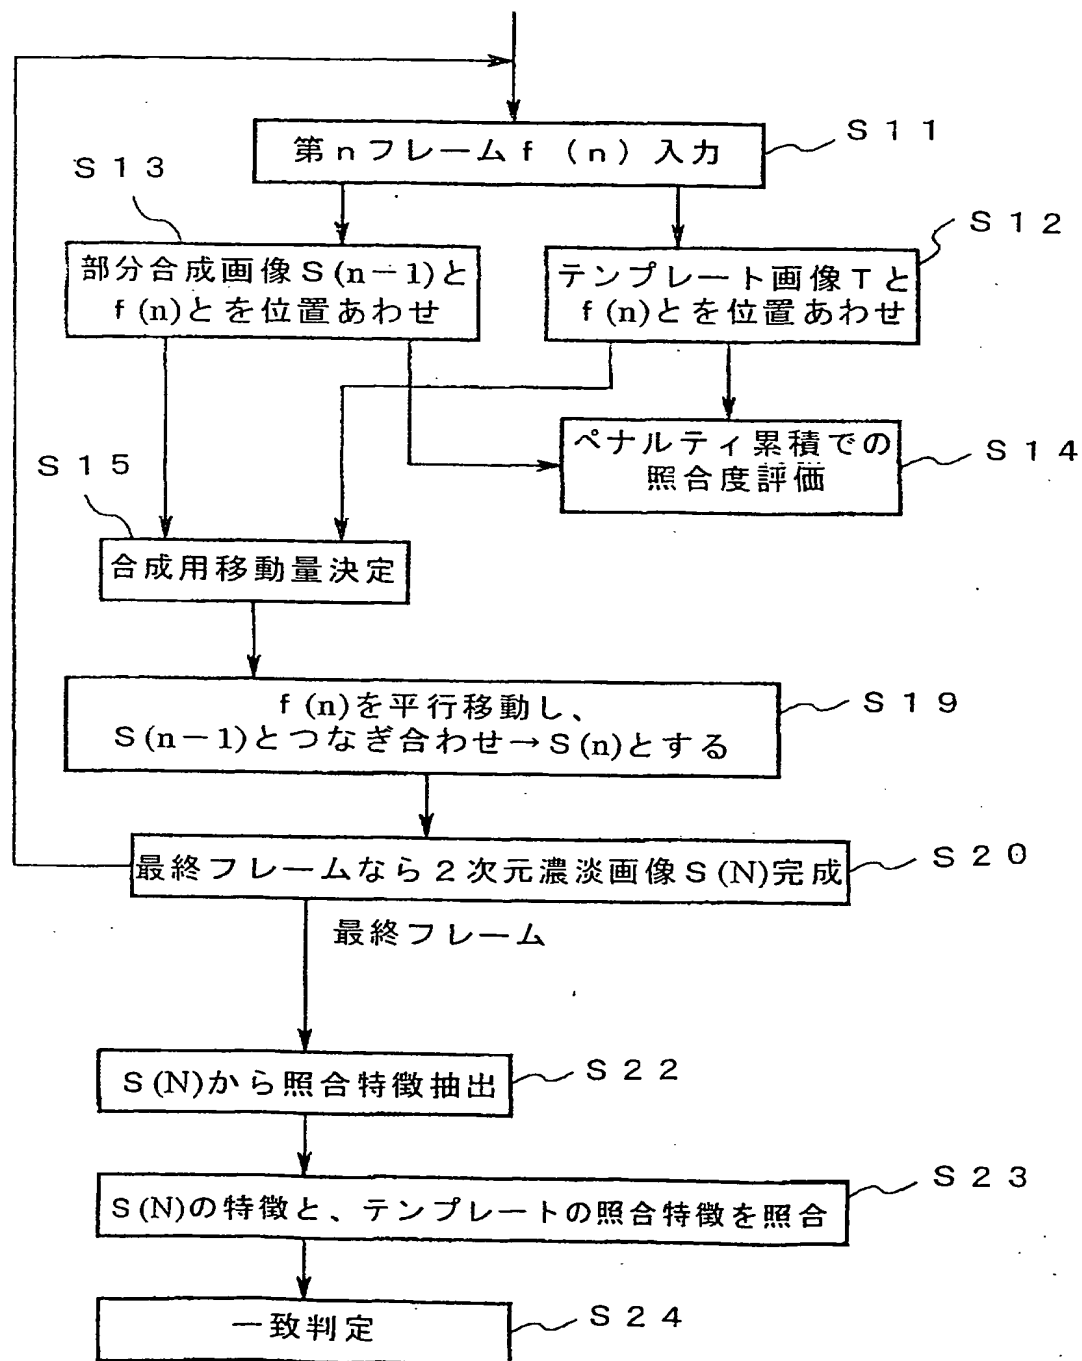 第nフレームf(n)入力
S11
S13
部分合成画像S(n−1)と
f(n)とを位置あわせ
S12
テンプレート画像Tと
f(n)とを位置あわせ
ペナルティ累積での
照合度評価
S14
S15
合成用移動量決定
f(n)を平行移動し、
S(n−1)とつなぎ合わせ→S(n)とする
S19
最終フレームなら2次元濃淡画像S(N)完成
S20
最終フレーム
S(N)から照合特徴抽出
S22
S(N)の特徴と、テンプレートの照合特徴を照合
S23
一致判定
S24